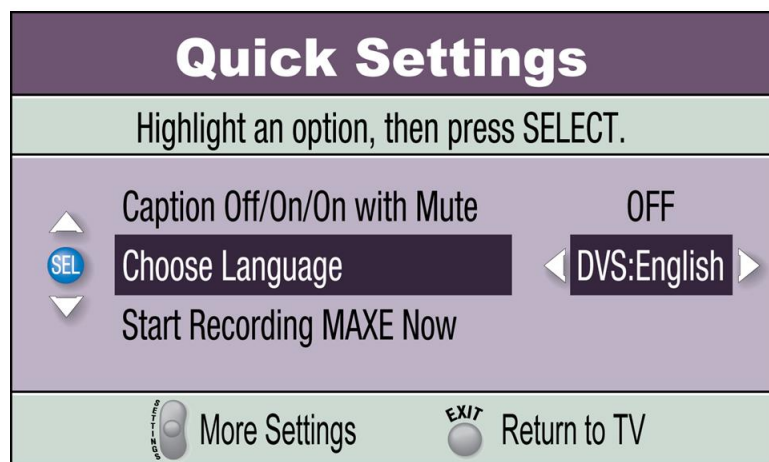 Quick Settings
Highlight an option, then press SELECT.
Caption Off/On/On with Mute OFF
SEL Choose Language DVS:English
Start Recording MAXE Now
SETTINGS More Settings EXIT Return to TV